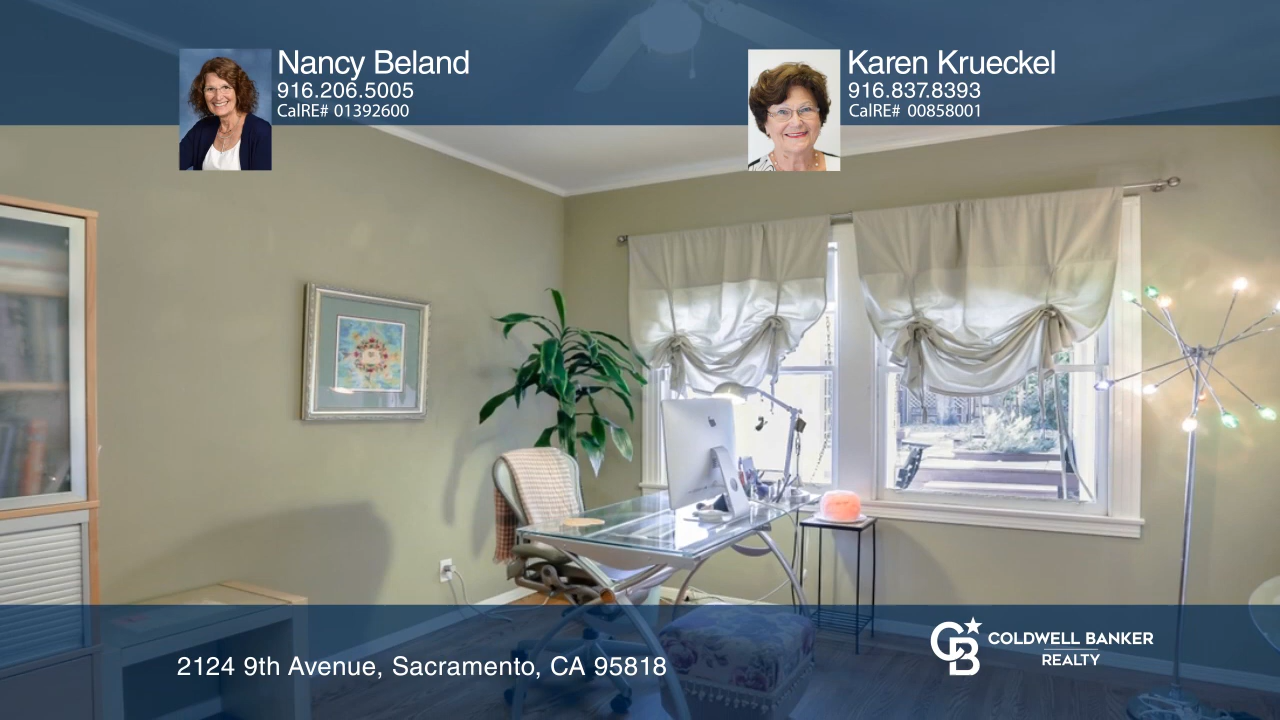 Nancy Beland
916.206.5005
CalRE# 01392600
Karen Krueckel
916.837.8393
CalRE# 00858001
2124 9th Avenue, Sacramento, CA 95818
CB
COLDWELL BANKER
REALTY